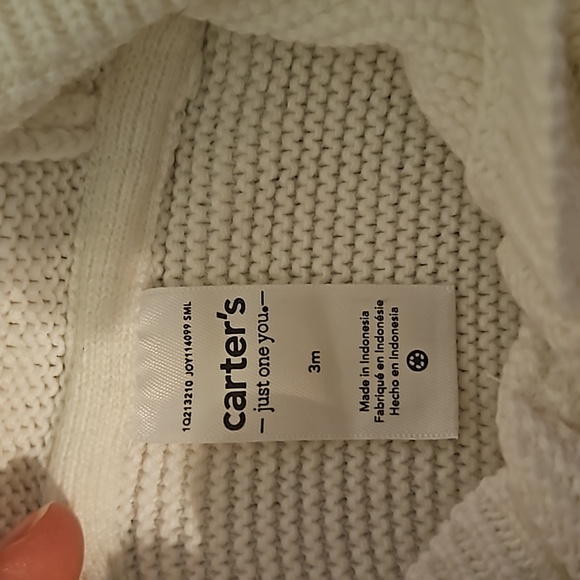 1Q213210 JOY114099 SML
carter's
just one you.
3m
Made in Indonesia
Fabriqué en Indonésie
Hecho en Indonesia